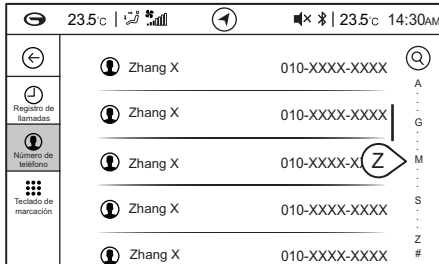 23.5°C 23.5°C 14:30AM
Registro de
llamadas
Número de
teléfono
Teclado de
marcación
Zhang X 010-XXXX-XXXX
Zhang X 010-XXXX-XXXX
Zhang X 010-XXXX-X
Zhang X 010-XXXX-XXXX
Zhang X 010-XXXX-XXXX
A
G
Z
M
S
Z
#